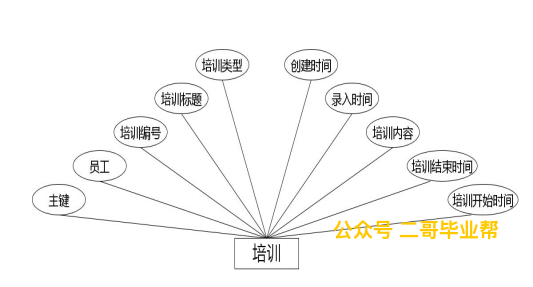 培训类型
创建时间
培训标题
录入时间
培训编号
培训内容
员工
培训结束时间
主键
培训开始时间
公众号 二哥毕业帮
培训